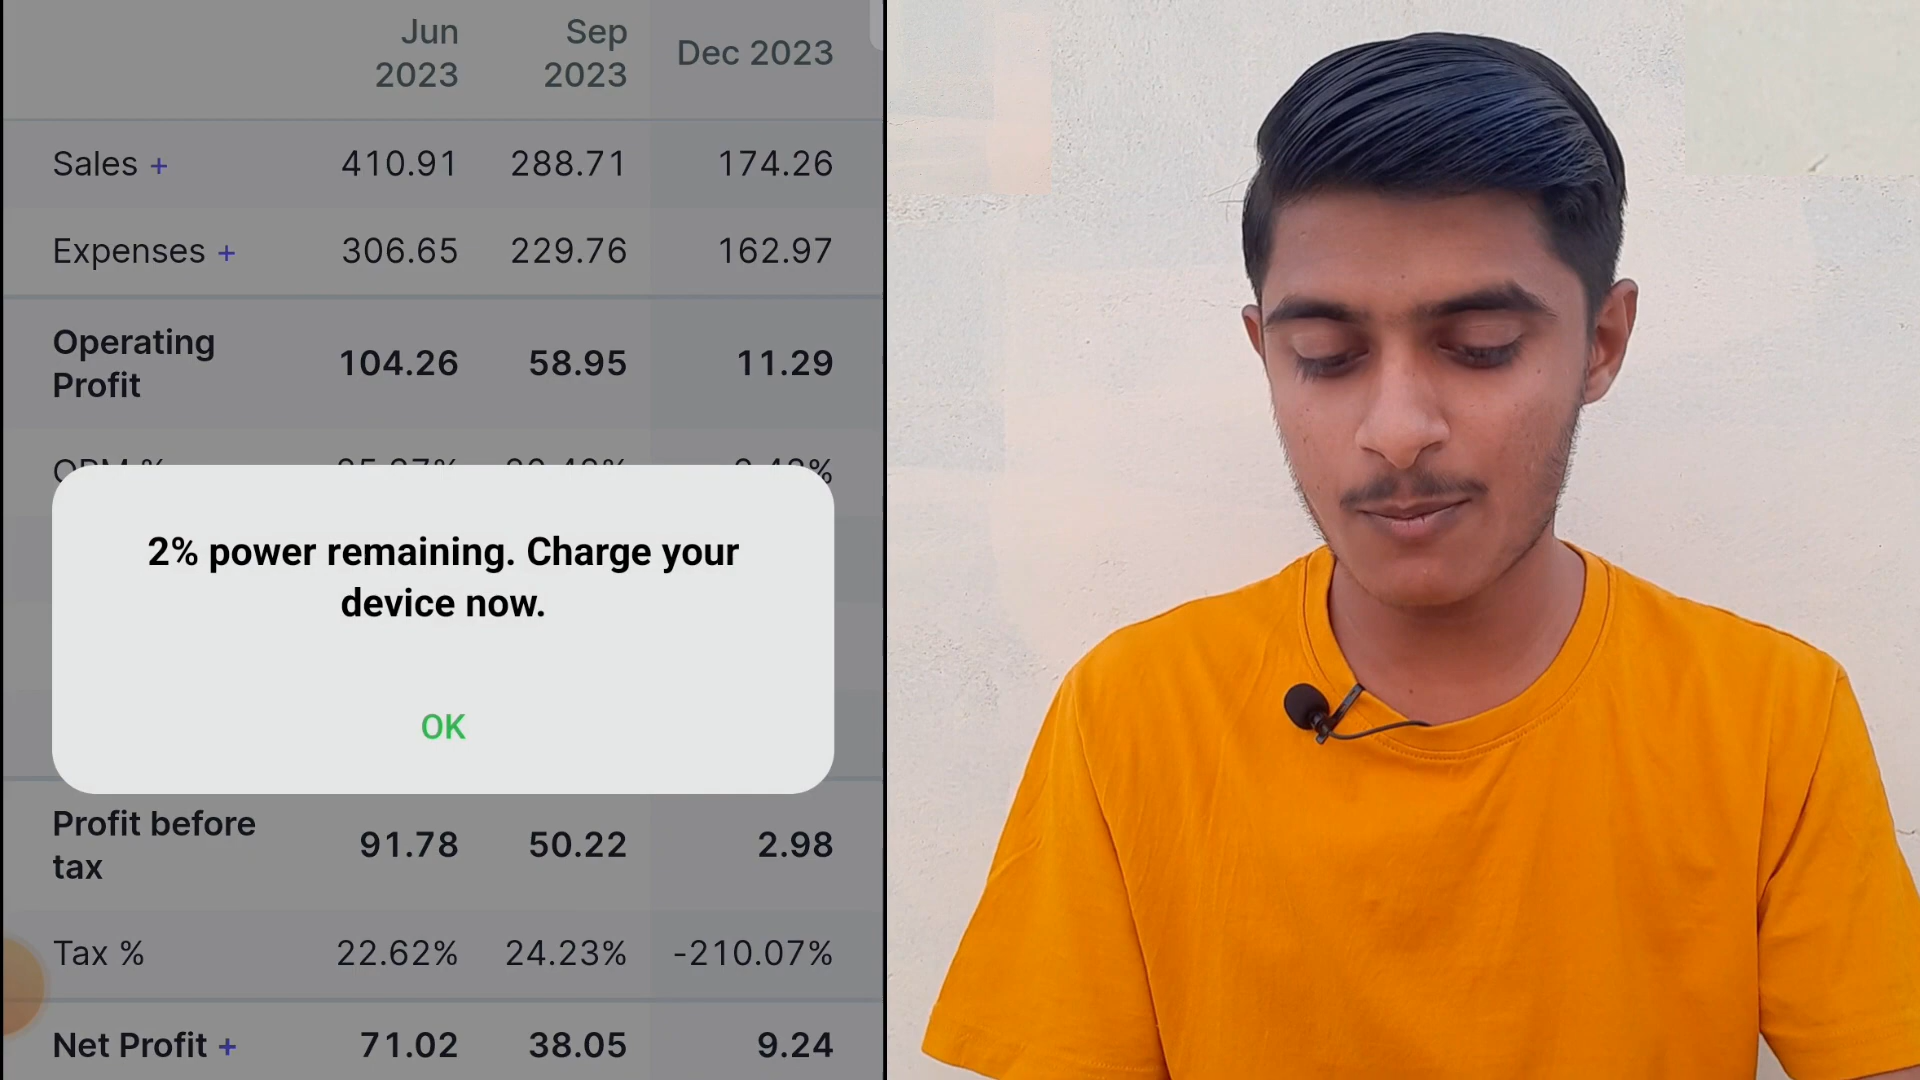 Jun 2023 Sep 2023 Dec 2023
Sales + 410.91 288.71 174.26
Expenses + 306.65 229.76 162.97
Operating Profit 104.26 58.95 11.29
2% power remaining. Charge your
device now.
OK
Profit before tax 91.78 50.22 2.98
Tax % 22.62% 24.23% -210.07%
Net Profit + 71.02 38.05 9.24